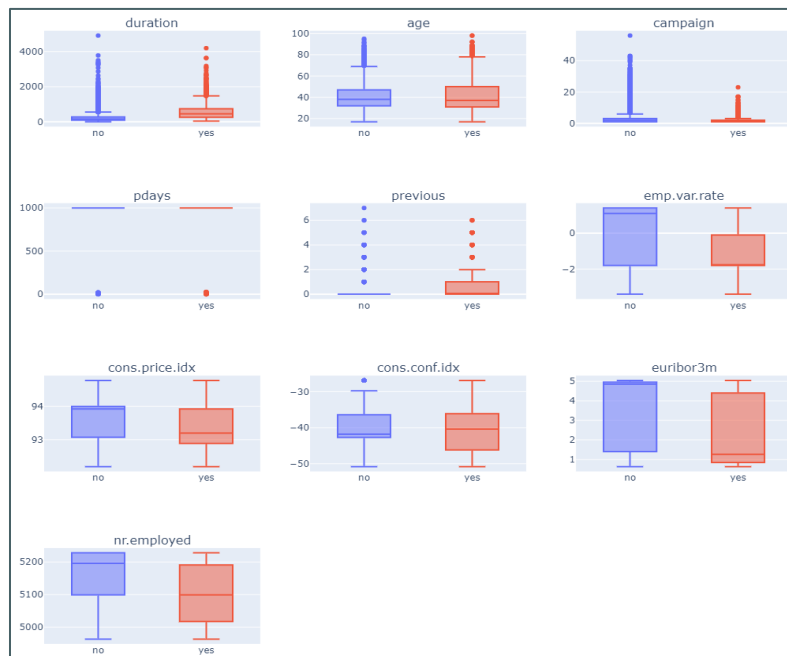 duration
age
campaign
4000
2000
0
no
yes
100
80
60
40
20
no
yes
40
20
0
no
yes
pdays
previous
emp.var.rate
1000
500
0
no
yes
6
4
2
0
no
yes
0
−2
no
yes
cons.price.idx
cons.conf.idx
euribor3m
94
93
no
yes
−30
−40
−50
no
yes
5
4
3
2
1
no
yes
nr.employed
5200
5100
5000
no
yes